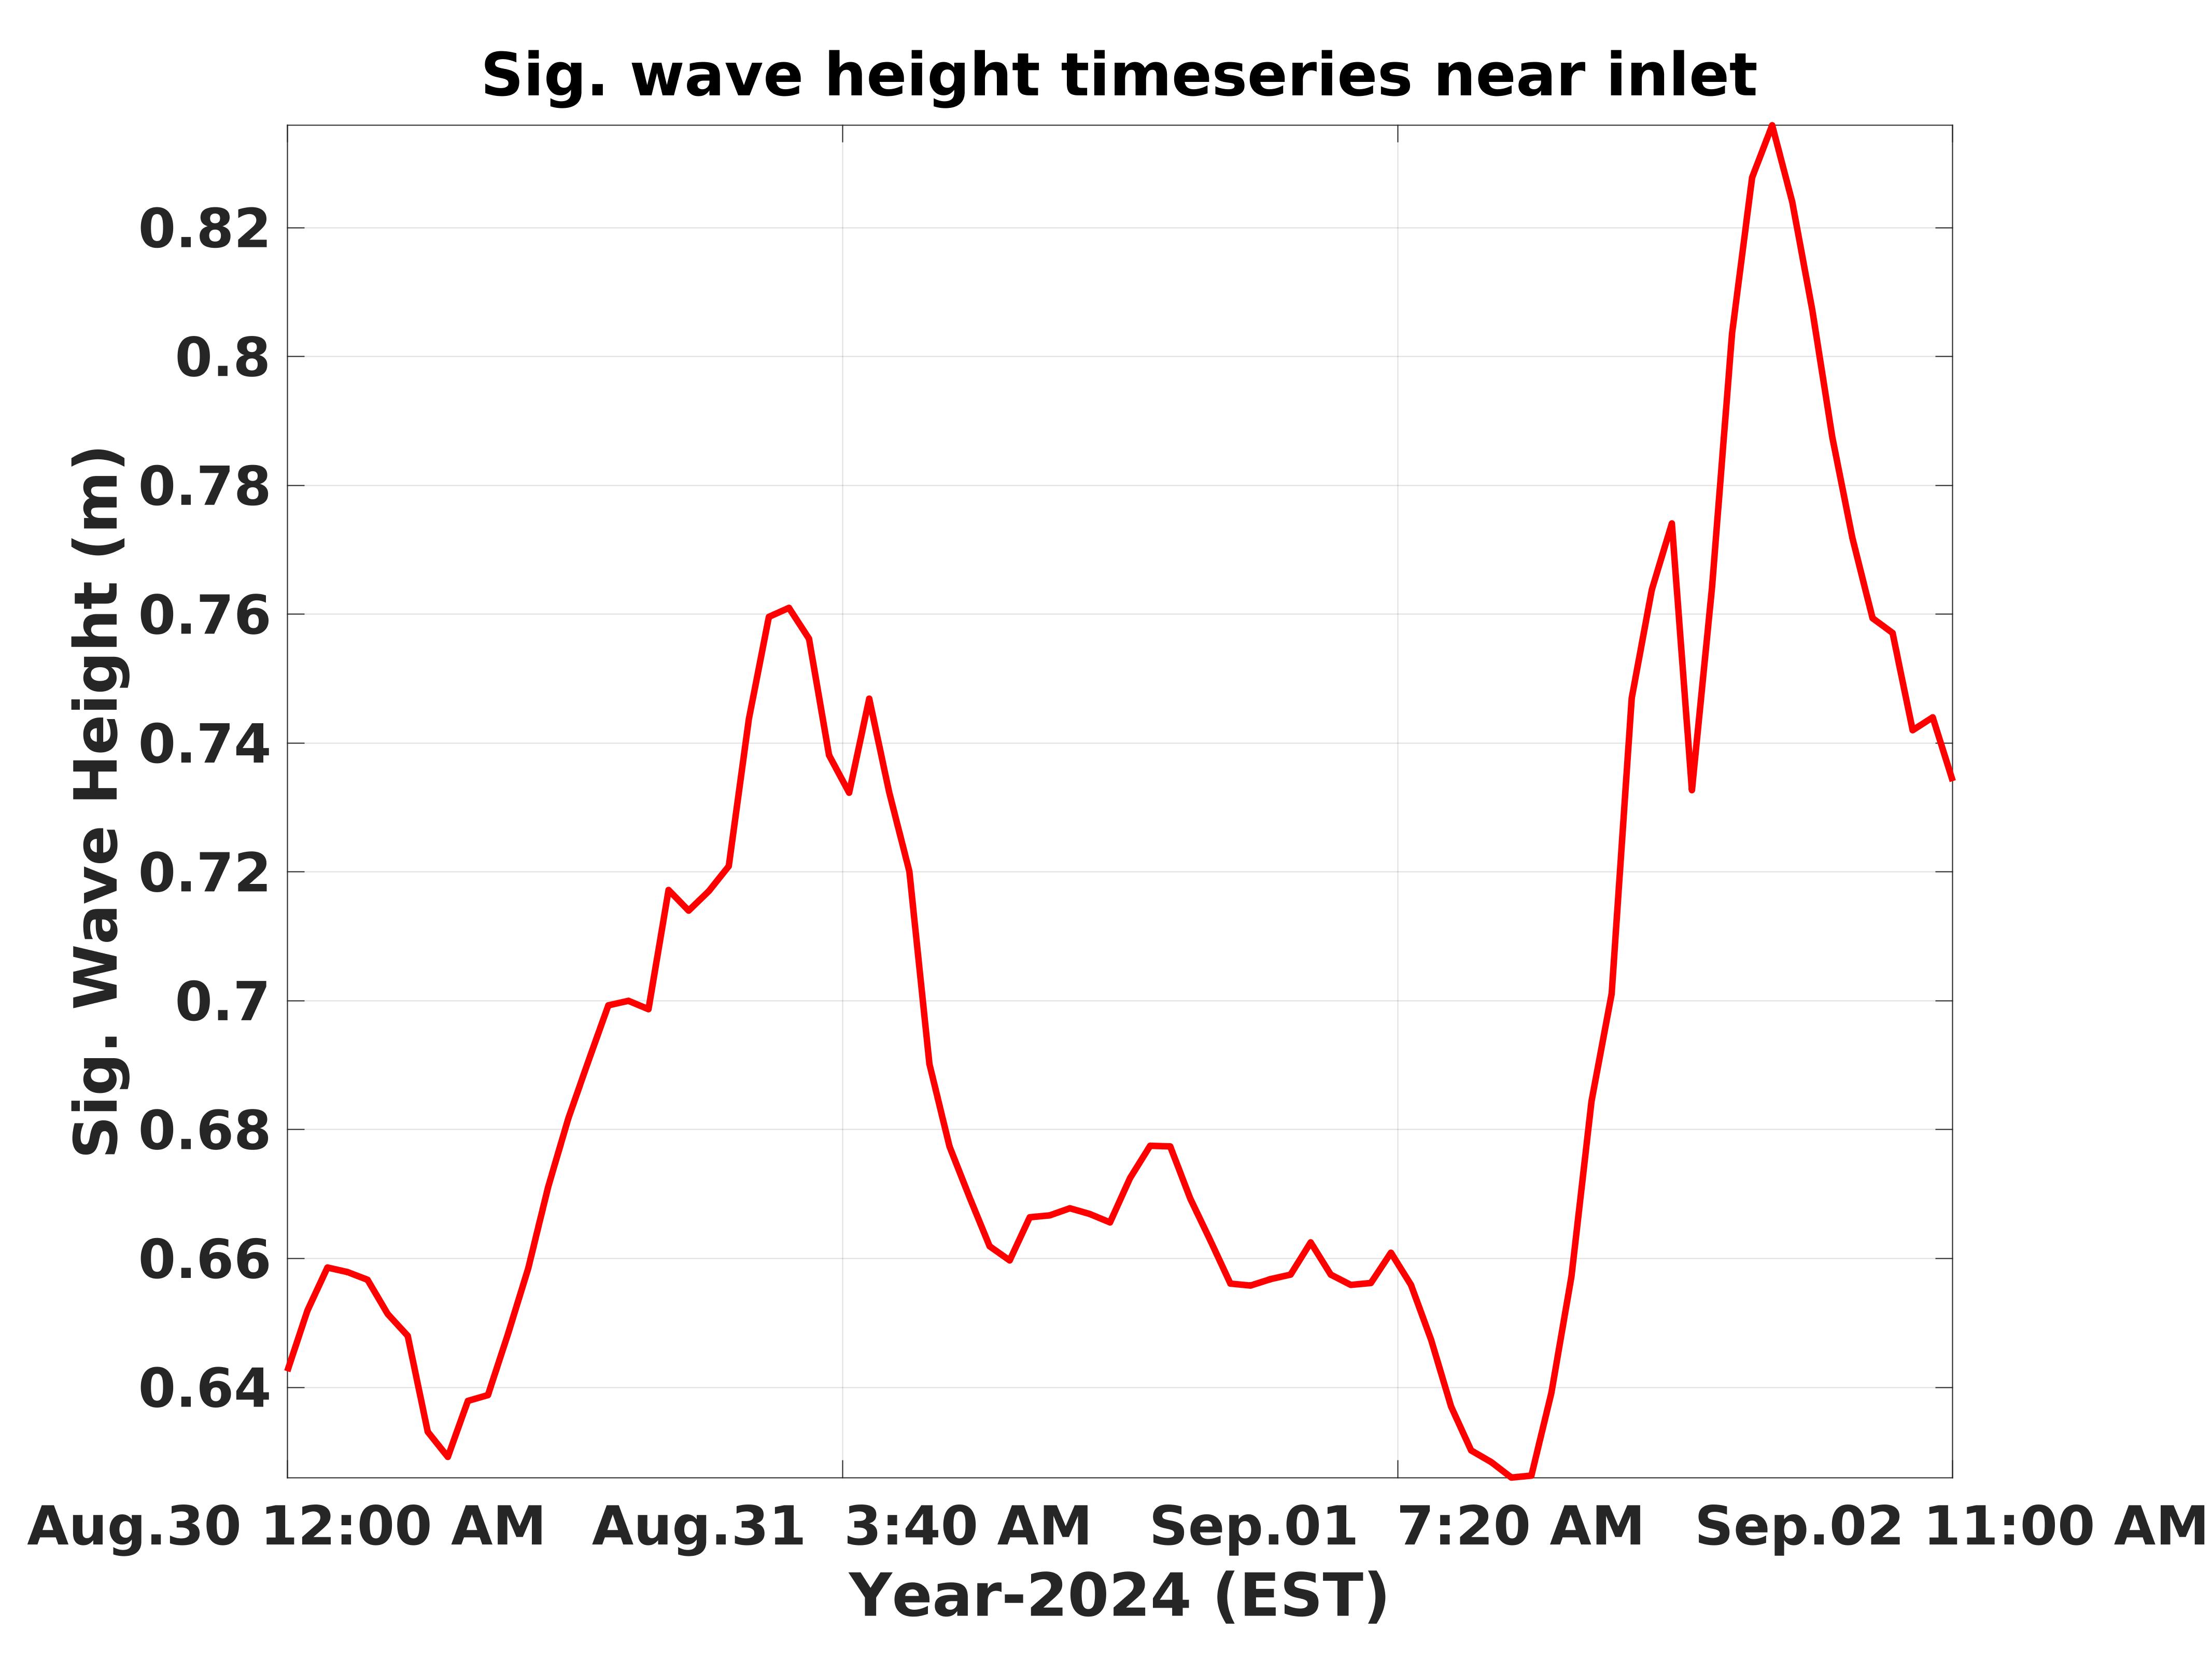 Sig. wave height timeseries near inlet
Sig. Wave Height (m)
0.82
0.8
0.78
0.76
0.74
0.72
0.7
0.68
0.66
0.64
Aug.30 12:00 AM Aug.31 3:40 AM Sep.01 7:20 AM Sep.02 11:00 AM
Year-2024 (EST)